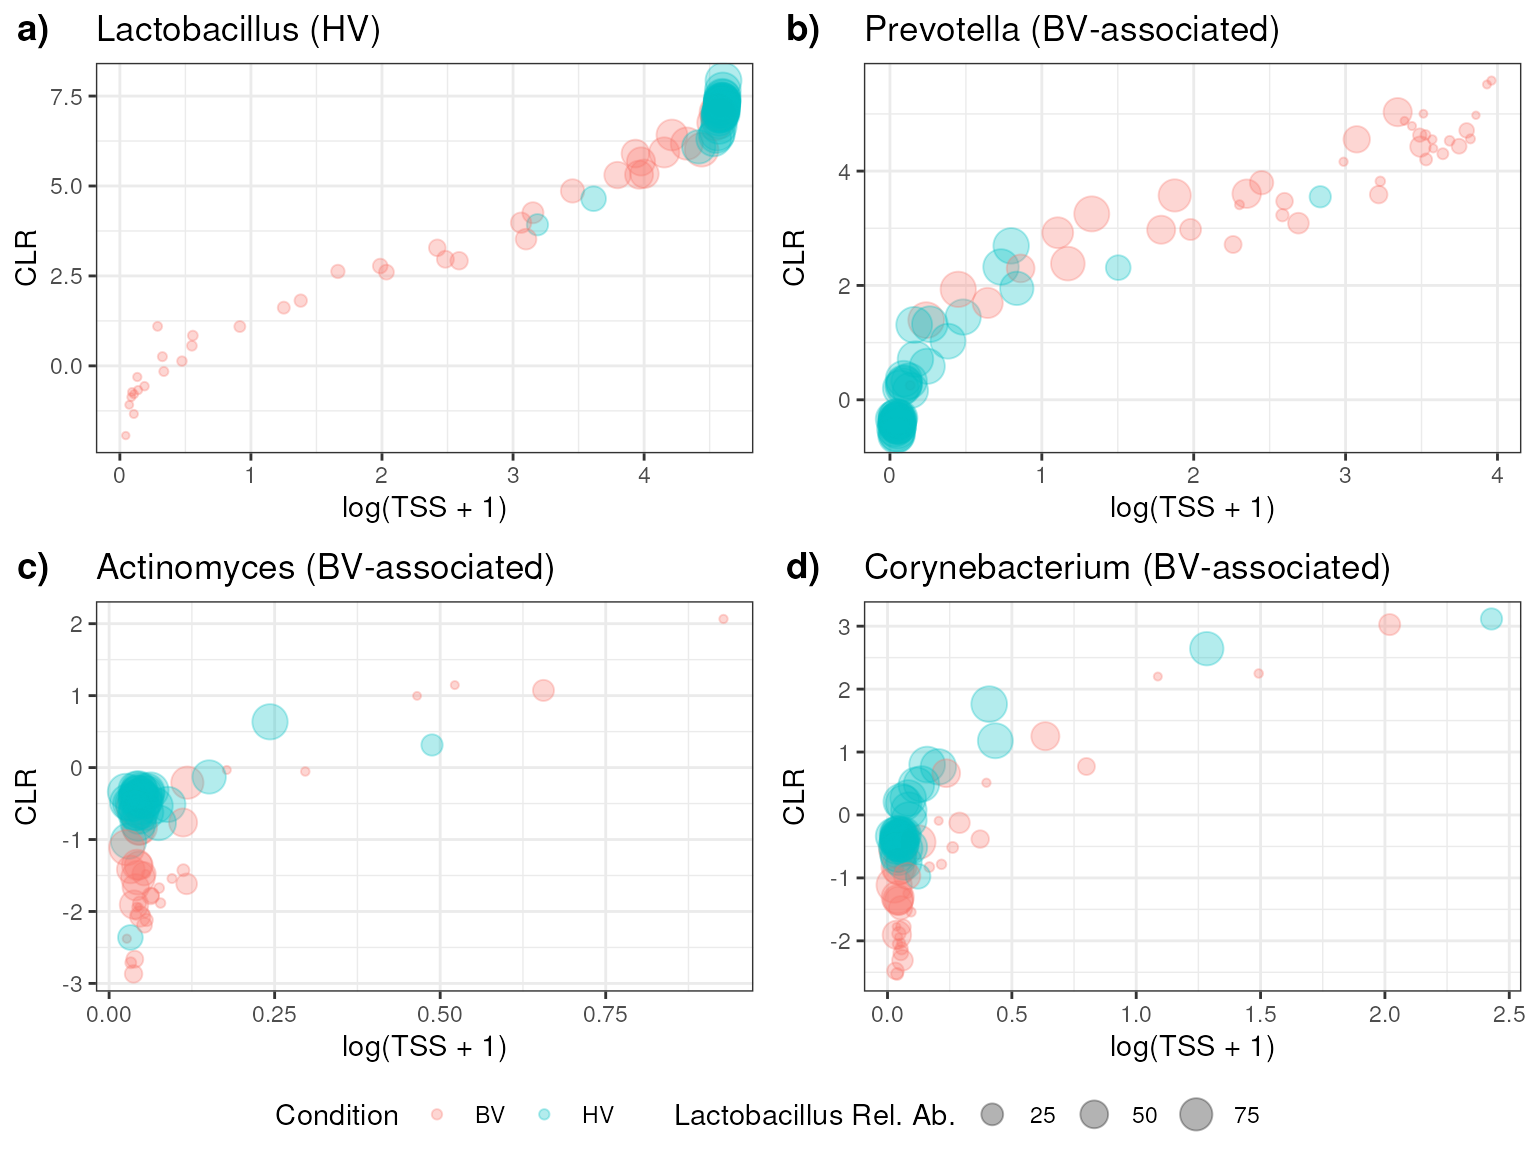 a) Lactobacillus (HV)
7.5
5.0
2.5
0.0
CLR
0 1 2 3 4
log(TSS + 1)
b) Prevotella (BV-associated)
4
2
0
CLR
0 1 2 3 4
log(TSS + 1)
c) Actinomyces (BV-associated)
2
1
0
-1
-2
-3
CLR
0.00 0.25 0.50 0.75
log(TSS + 1)
d) Corynebacterium (BV-associated)
3
2
1
0
-1
-2
CLR
0.0 0.5 1.0 1.5 2.0 2.5
log(TSS + 1)
Condition BV HV Lactobacillus Rel. Ab. 25 50 75